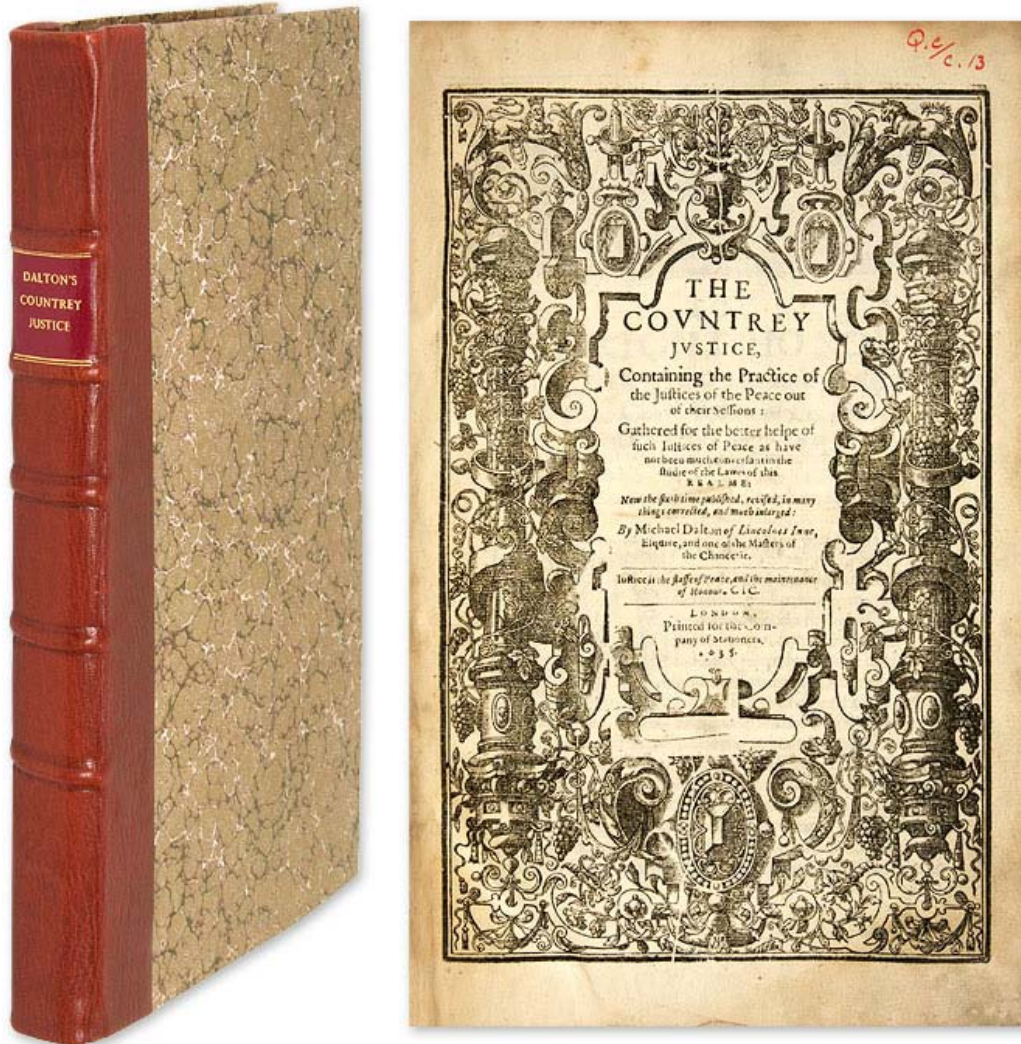 DALTON'S
COUNTREY
JUSTICE
Q.c/c.13
THE
COVNTREY
JVSTICE,
Containing the Practice of
the Juſtices of the Peace out
of their Seſſions:
Gathered for the better helpe of
ſuch Iuſtices of Peace as have
not been much converſant in the
ſtudie of the Lawes of this
REALME:
Now the ſixth time publiſhed, reviſed, in many
things corrected, and much inlarged:
By Michael Dalton of Lincolnes Inne,
Eſquire, and one of the Maſters of
the Chancerie.
Iuſtice is the ſtaffe of Peace, and the maintenance
of Honour. CIC.
LONDON,
Printed for the Com-
pany of Stationers,